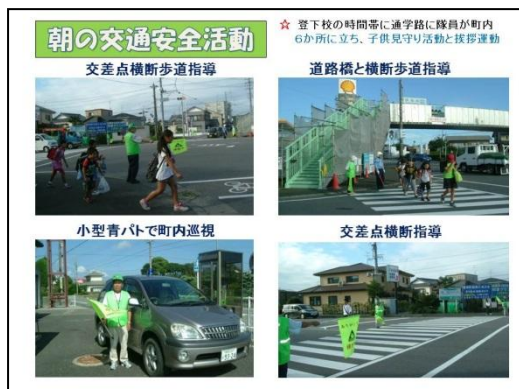 朝の交通安全活動
☆ 登下校の時間帯に通学路に隊員が町内
6か所に立ち、子供見守り活動と挨拶運動
交差点横断歩道指導
道路橋と横断歩道指導
小型青パトで町内巡視
交差点横断指導